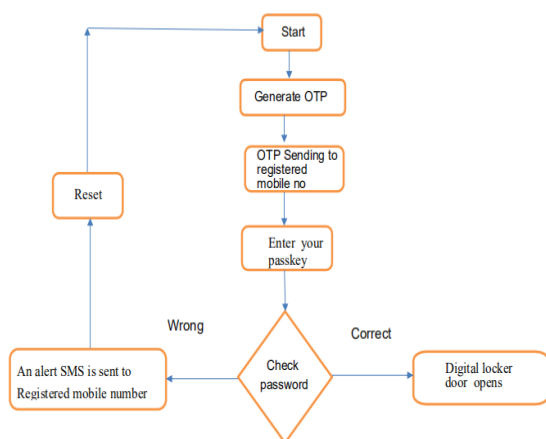 Start
Generate OTP
OTP Sending to
registered
mobile no
Reset
Enter your
passkey
Wrong
Correct
Check
password
An alert SMS is sent to
Registered mobile number
Digital locker
door opens